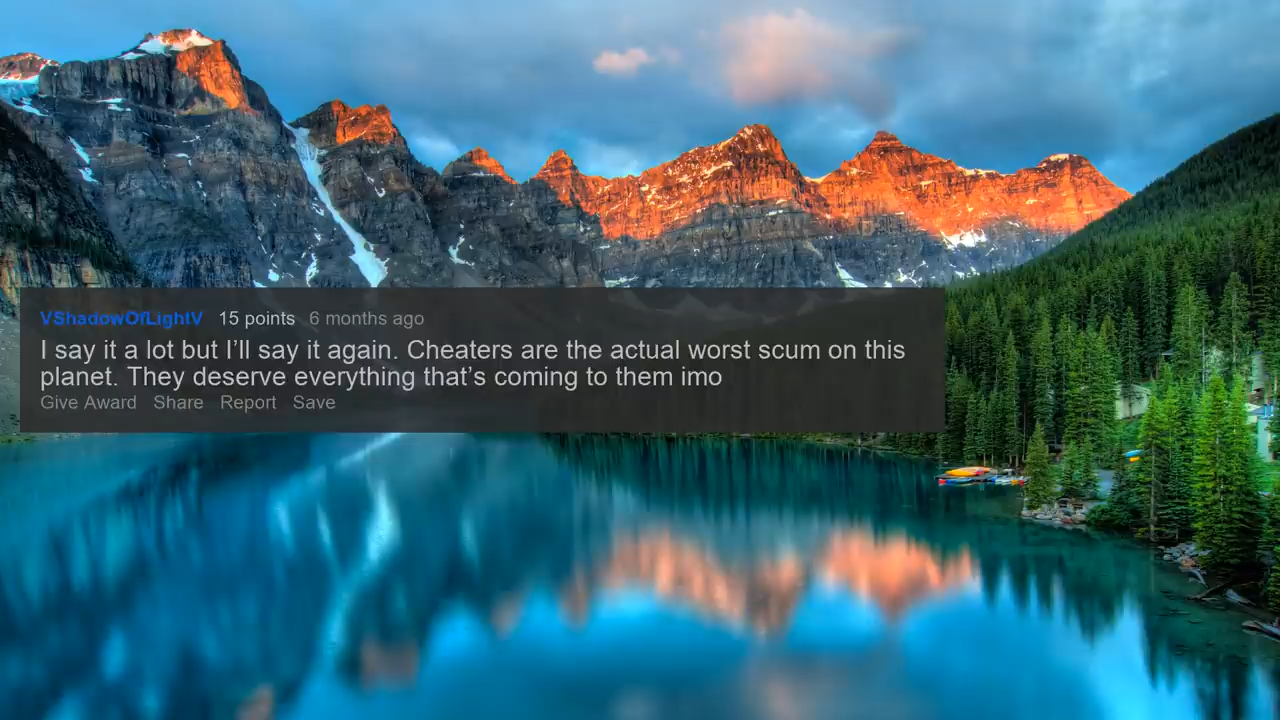 VShadowOfLightV 15 points 6 months ago
I say it a lot but I’ll say it again. Cheaters are the actual worst scum on this
planet. They deserve everything that’s coming to them imo
Give Award Share Report Save